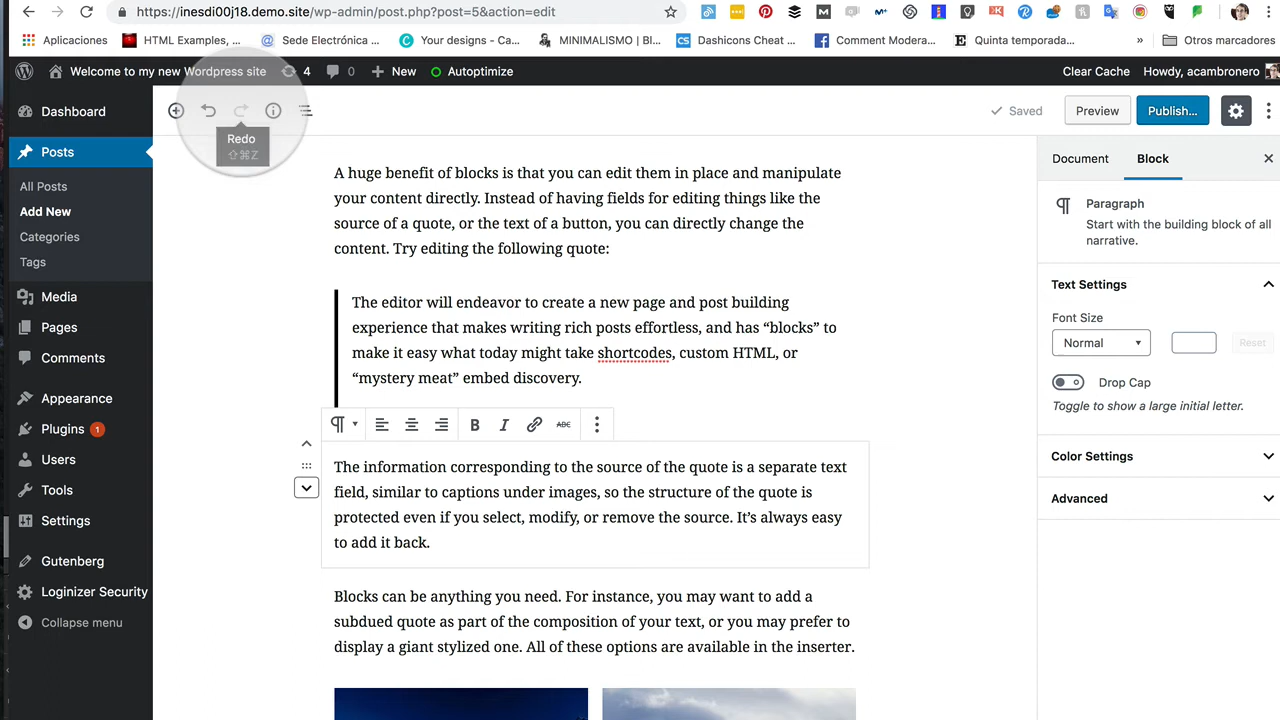 https://inesdi00j18.demo.site/wp-admin/post.php?post=5&action=edit
Aplicaciones
HTML Examples, ...
Sede Electrónica ...
Your designs - Ca...
MINIMALISMO | Bl...
Dashicons Cheat ...
Comment Modera...
Quinta temporada...
»
Otros marcadores
Welcome to my new Wordpress site
4
0
New
Autoptimize
Clear Cache
Howdy, acambronero
Dashboard
Posts
All Posts
Add New
Categories
Tags
Media
Pages
Comments
Appearance
Plugins 1
Users
Tools
Settings
Gutenberg
Loginizer Security
Collapse menu
Redo
⇧⌘Z
Saved
Preview
Publish...
A huge benefit of blocks is that you can edit them in place and manipulate
your content directly. Instead of having fields for editing things like the
source of a quote, or the text of a button, you can directly change the
content. Try editing the following quote:
The editor will endeavor to create a new page and post building
experience that makes writing rich posts effortless, and has “blocks” to
make it easy what today might take shortcodes, custom HTML, or
“mystery meat” embed discovery.
B I ABC
The information corresponding to the source of the quote is a separate text
field, similar to captions under images, so the structure of the quote is
protected even if you select, modify, or remove the source. It’s always easy
to add it back.
Blocks can be anything you need. For instance, you may want to add a
subdued quote as part of the composition of your text, or you may prefer to
display a giant stylized one. All of these options are available in the inserter.
Document
Block
Paragraph
Start with the building block of all
narrative.
Text Settings
Font Size
Normal
Reset
Drop Cap
Toggle to show a large initial letter.
Color Settings
Advanced